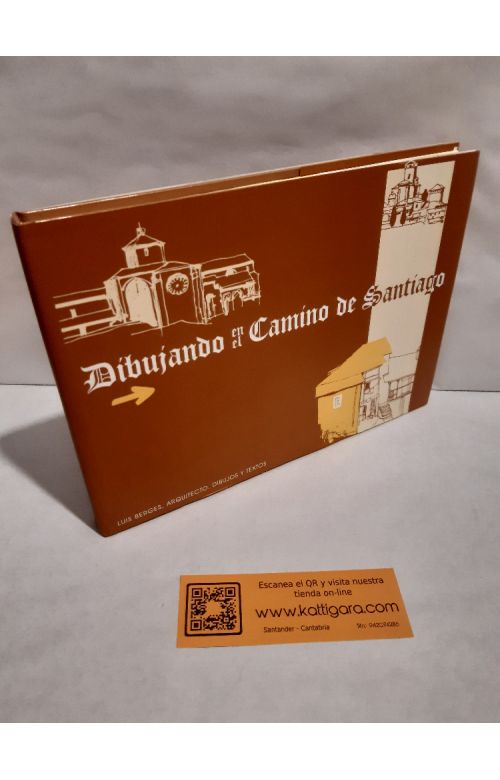 Dibujando en el Camino de Santiago
LUIS BERGES, ARQUITECTO. DIBUJOS Y TEXTOS
Escanea el QR y visita nuestra
tienda on-line
www.kattigara.com
Santander - Cantabria